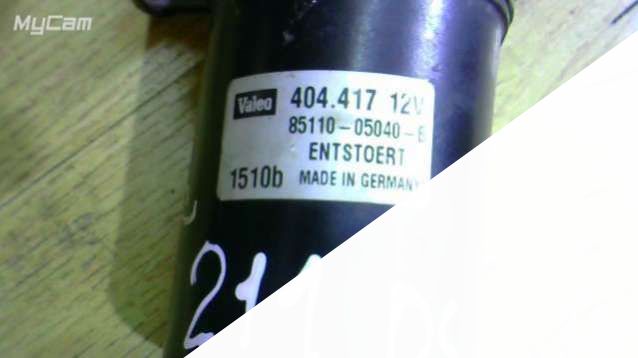 MyCam
Valeo 404.417 12V
85110-05040-
ENTSTOERT
1510b MADE IN GERMANY